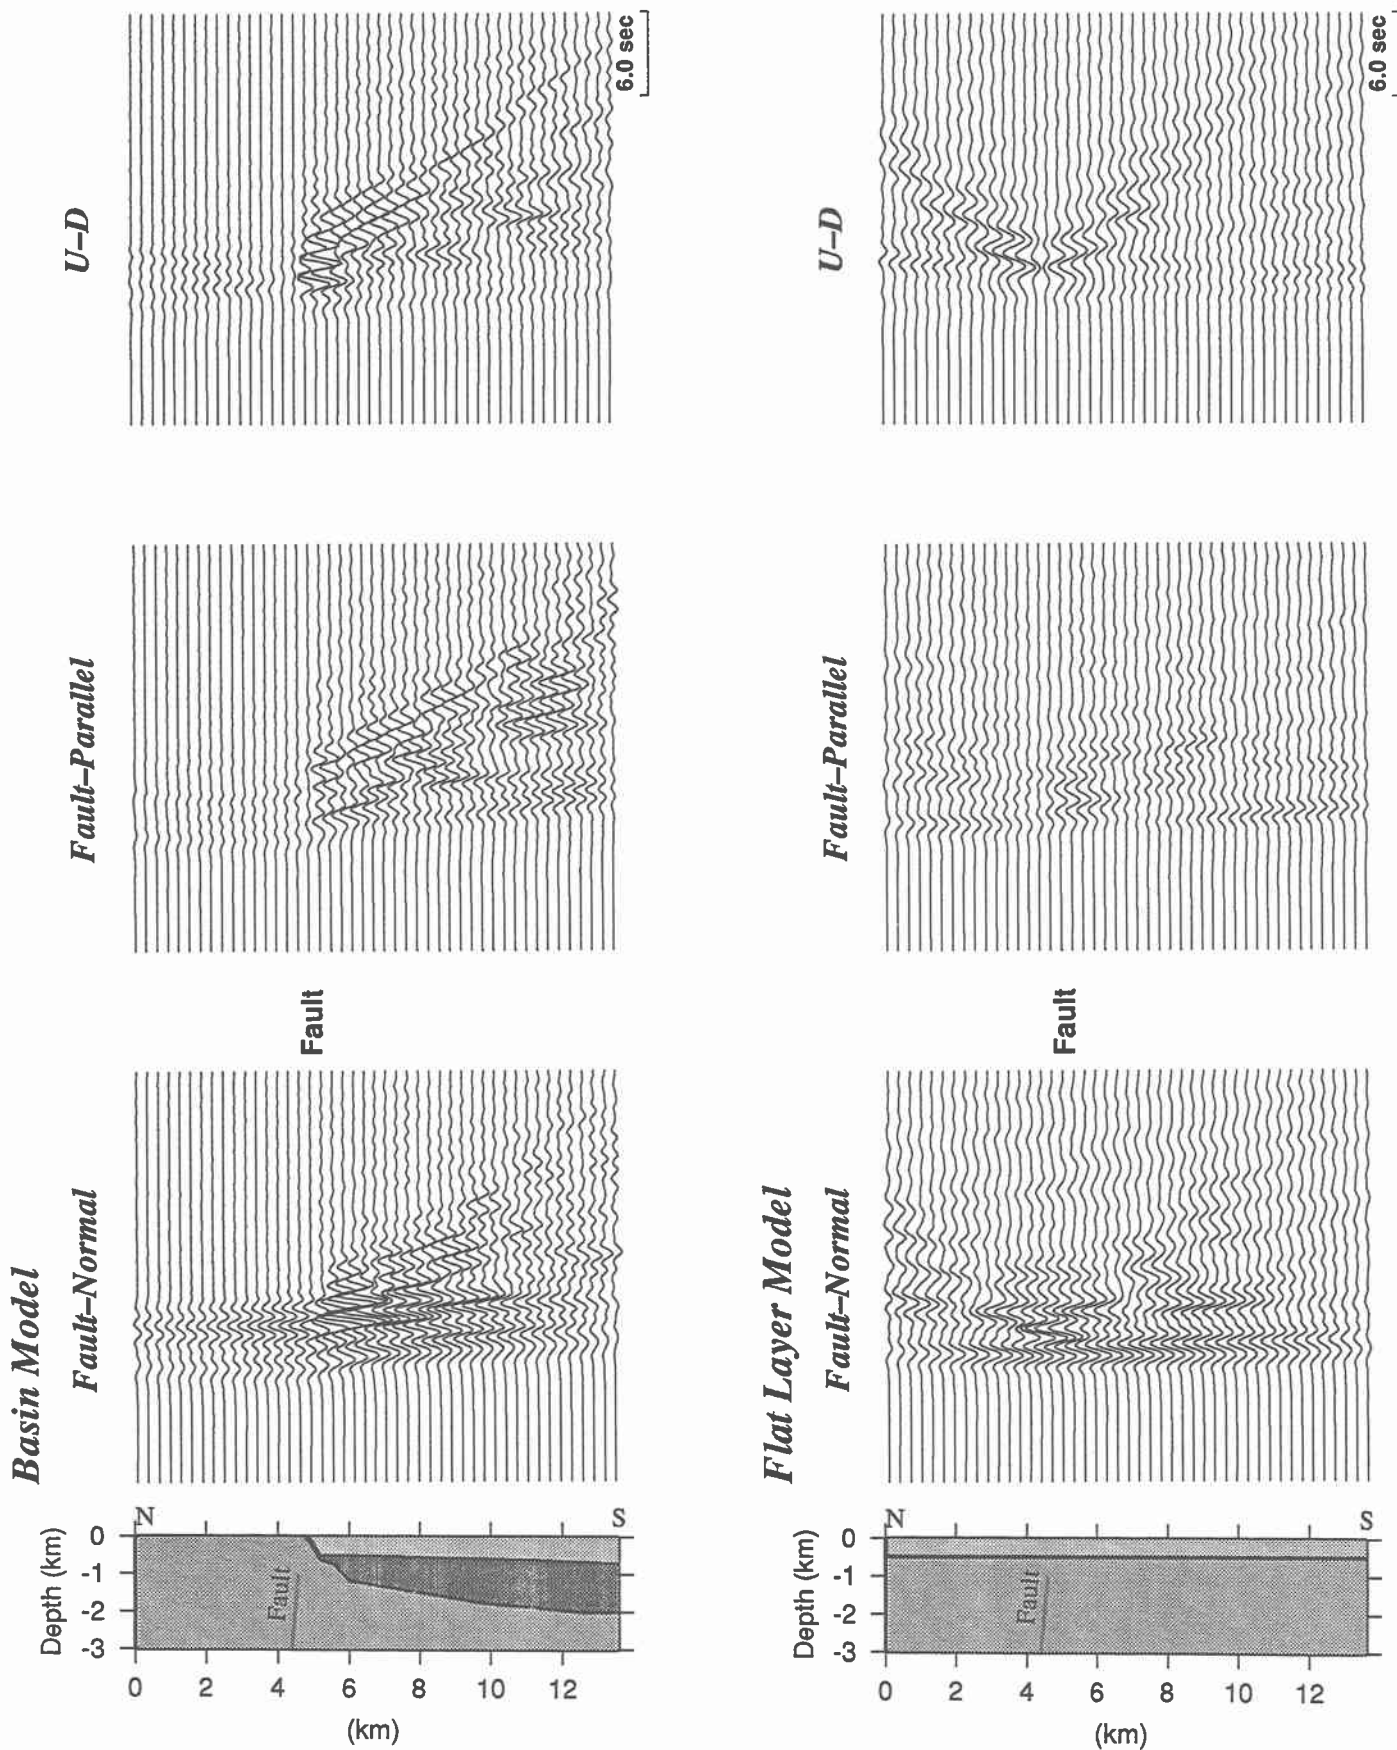 Basin Model
Fault–Normal
Fault–Parallel
U–D
Fault
6.0 sec
N
S
Depth (km)
0
-1
-2
-3
Fault
0
2
4
6
8
10
12
(km)
Flat Layer Model
Fault–Normal
Fault–Parallel
U–D
Fault
6.0 sec
N
S
Depth (km)
0
-1
-2
-3
Fault
0
2
4
6
8
10
12
(km)